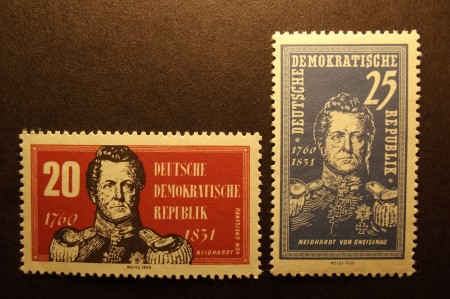 20
DEUTSCHE
DEMOKRATISCHE
REPUBLIK
1760
1831
NEIDHARDT
VON GNEISENAU
DEUTSCHE
DEMOKRATISCHE
REPUBLIK
25
1760
1831
NEIDHARDT VON GNEISENAU